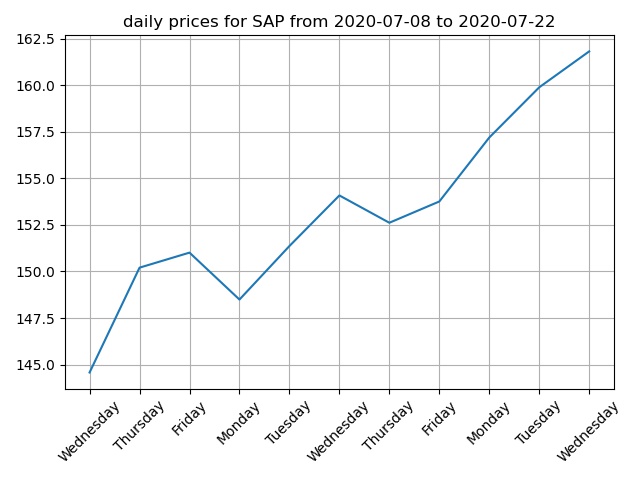 daily prices for SAP from 2020-07-08 to 2020-07-22
162.5
160.0
157.5
155.0
152.5
150.0
147.5
145.0
Wednesday
Thursday
Friday
Monday
Tuesday
Wednesday
Thursday
Friday
Monday
Tuesday
Wednesday